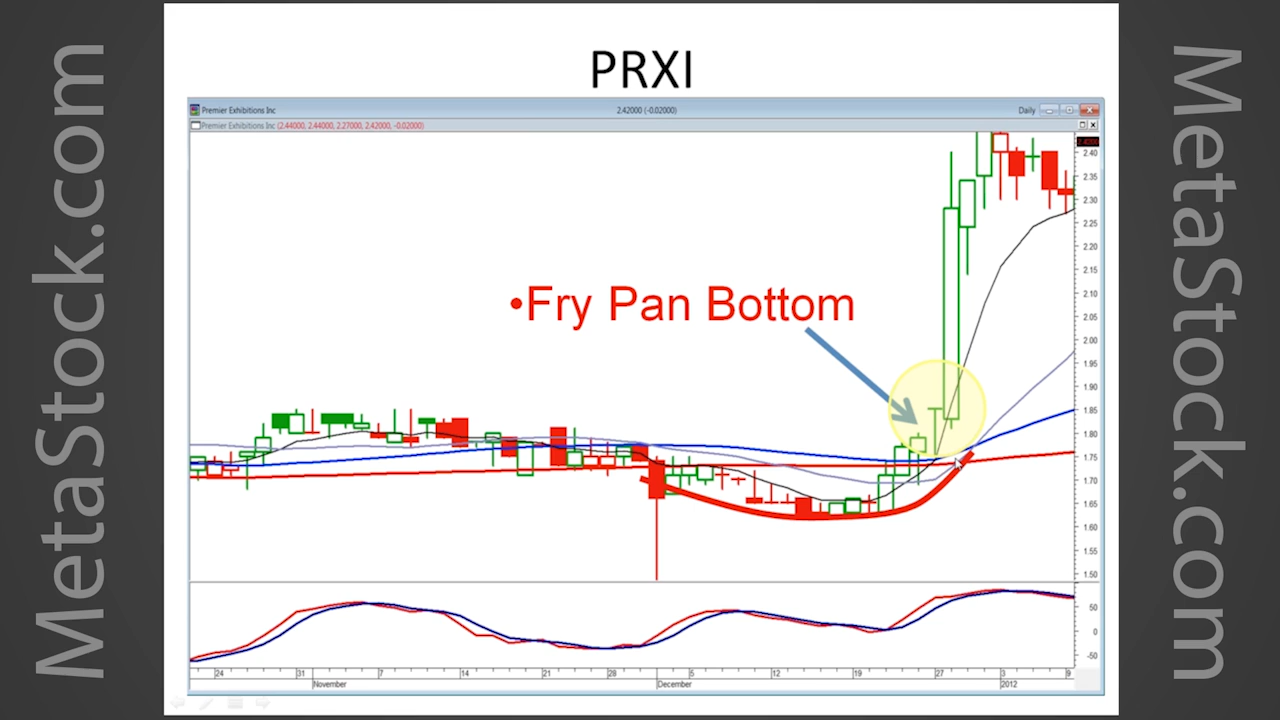 PRXI
Premier Exhibitions Inc
2.42000 (-0.02000)
Daily
Premier Exhibitions Inc (2.44000, 2.44000, 2.27000, 2.42000, -0.02000)
•Fry Pan Bottom
2.40
2.35
2.30
2.25
2.20
2.15
2.10
2.05
2.00
1.95
1.90
1.85
1.80
1.75
1.70
1.65
1.60
1.55
1.50
50
0
-50
24 31 7 14 21 28 5 12 19 27 3 9
November December 2012
MetaStock.com
MetaStock.com